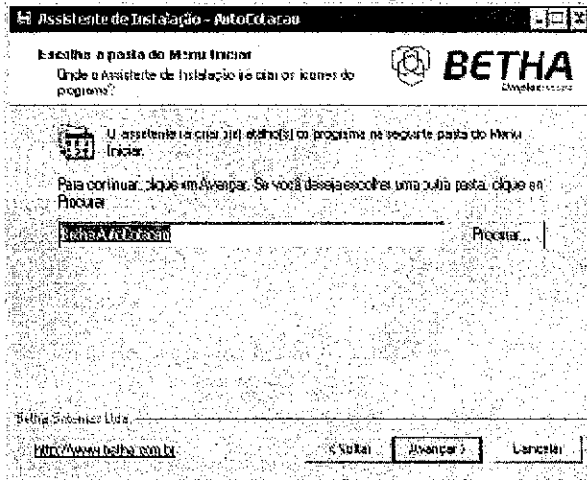 Assistente de Instalação - AutoCotacao
Escolha a pasta do Menu Iniciar
Onde o Assistente de Instalação irá criar os ícones do
programa?
BETHA
O assistente irá criar o(s) atalho(s) do programa na seguinte pasta do Menu
Iniciar.
Para continuar, clique em Avançar. Se você deseja escolher uma outra pasta, clique em
Procurar.
Betha AutoCotacao
Procurar...
Betha Sistemas Ltda.
http://www.betha.com.br
< Voltar
Avançar >
Cancelar